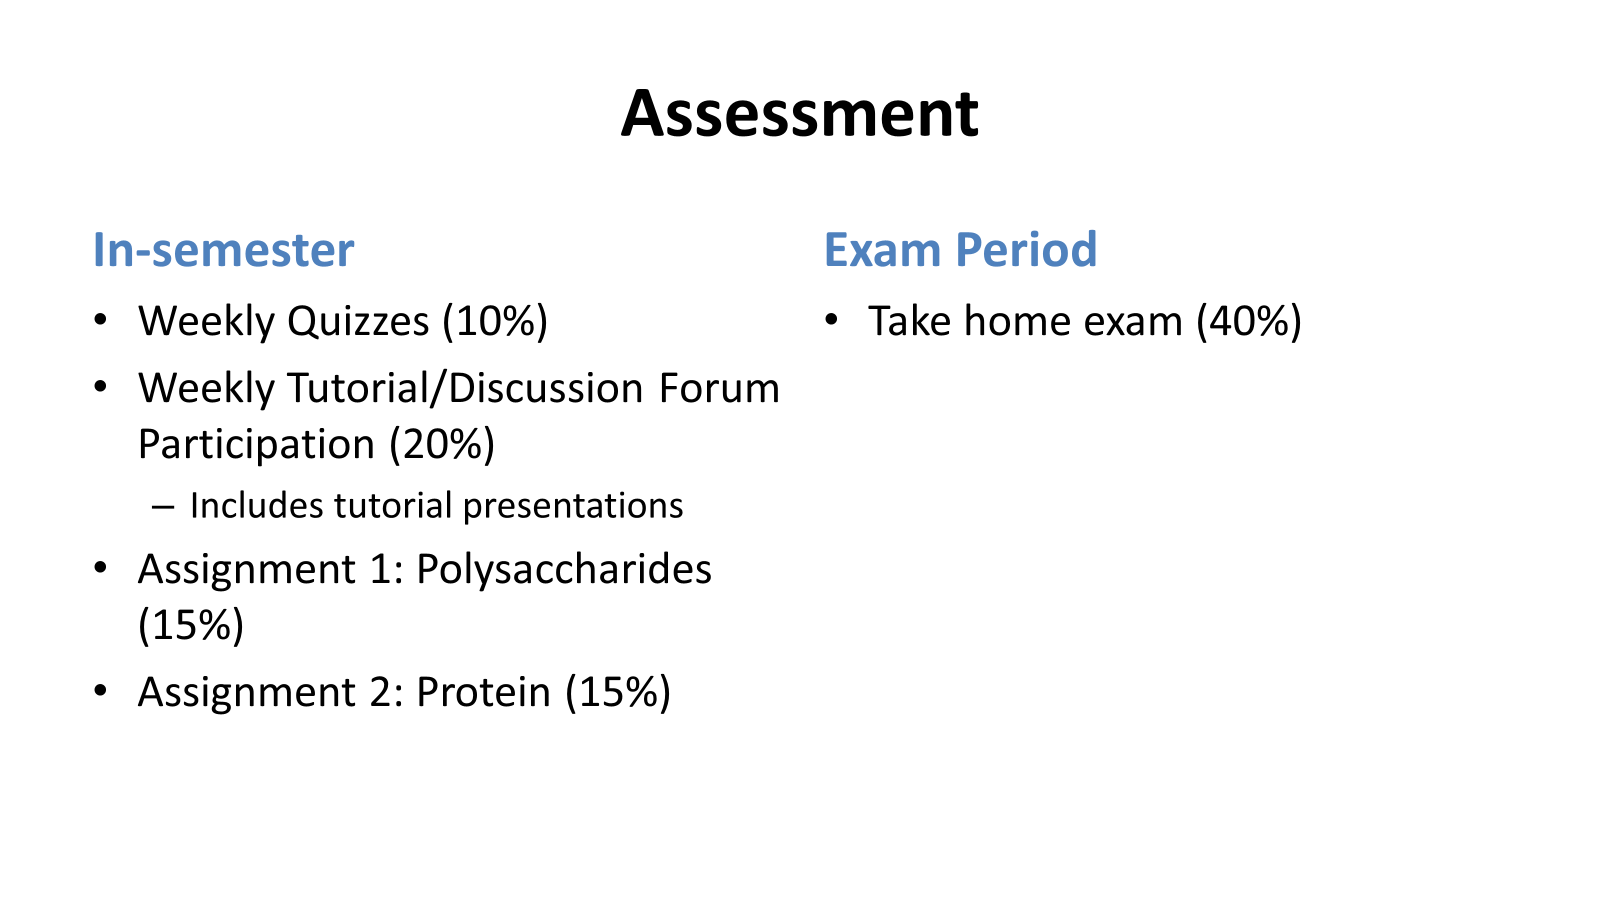 Assessment
In-semester
• Weekly Quizzes (10%)
• Weekly Tutorial/Discussion Forum
Participation (20%)
– Includes tutorial presentations
• Assignment 1: Polysaccharides
(15%)
• Assignment 2: Protein (15%)
Exam Period
• Take home exam (40%)